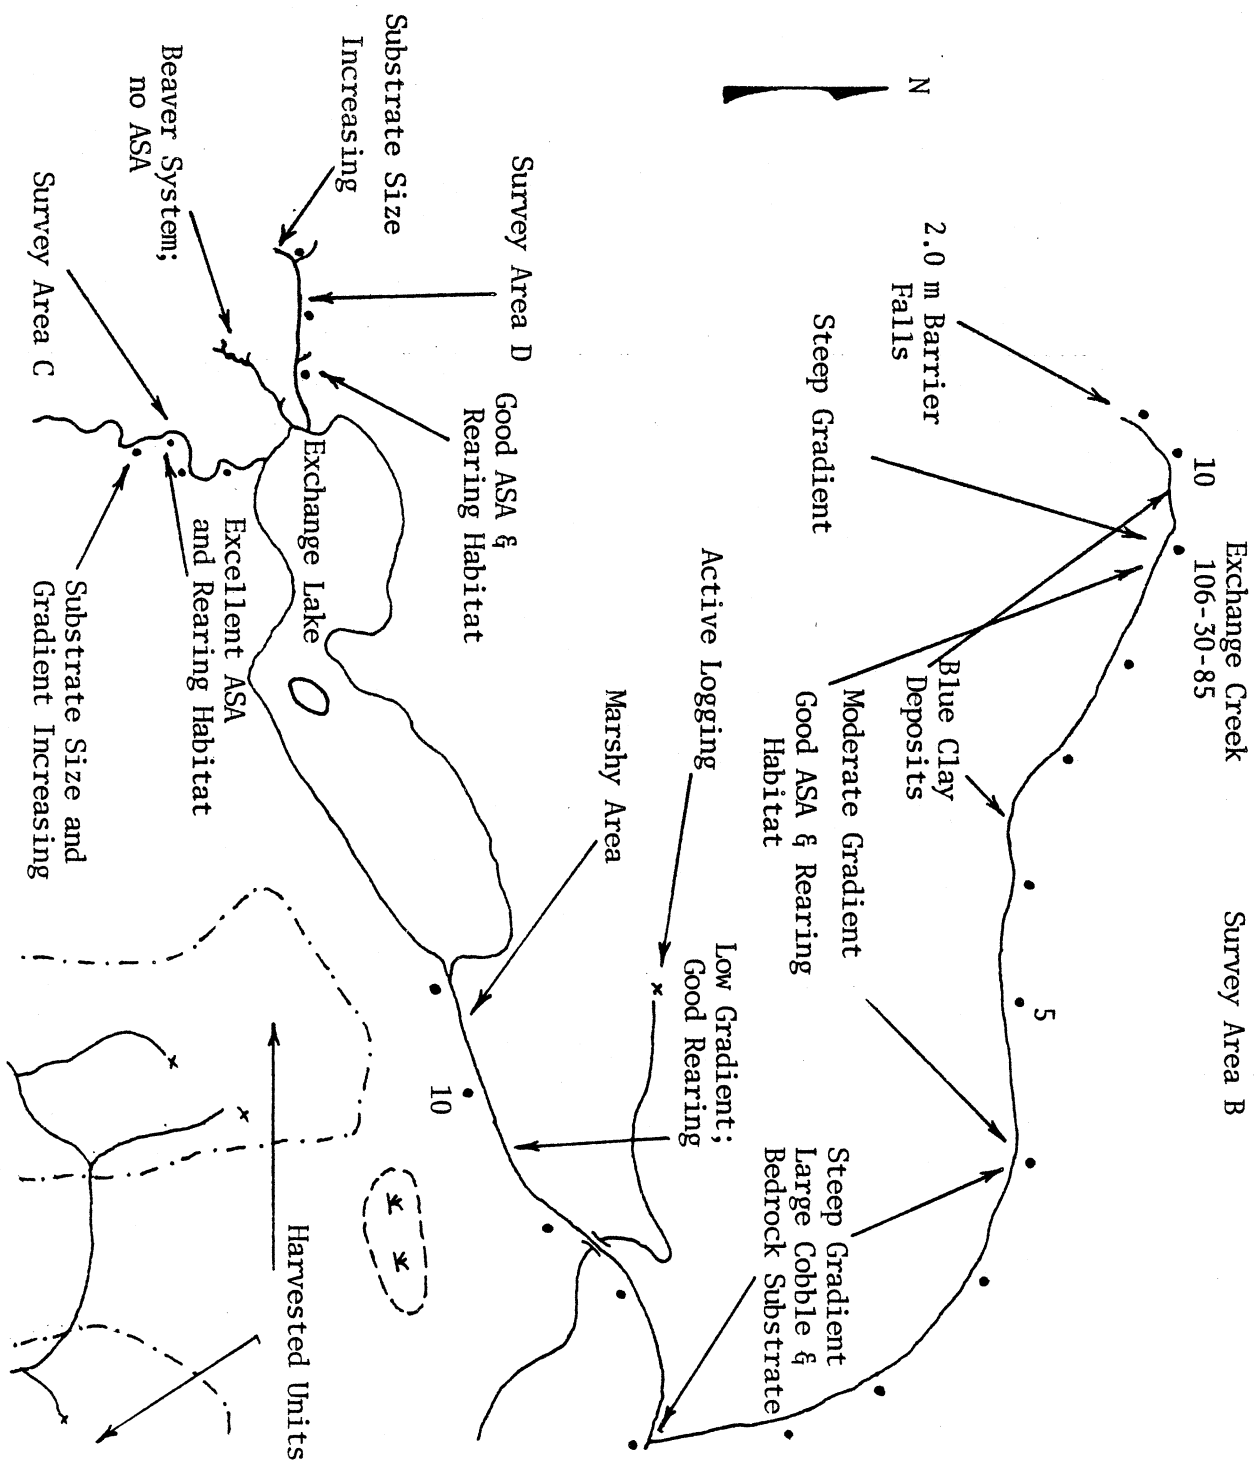 Exchange Creek
106-30-85
Survey Area B
10
5
N
2.0 m Barrier
Falls
Steep Gradient
Blue Clay
Deposits
Moderate Gradient
Good ASA & Rearing
Habitat
Steep Gradient
Large Cobble &
Bedrock Substrate
Active Logging
Low Gradient;
Good Rearing
Marshy Area
Survey Area D
Good ASA &
Rearing Habitat
Substrate Size
Increasing
Exchange Lake
10
Harvested Units
Beaver System;
no ASA
Excellent ASA
and Rearing Habitat
Survey Area C
Substrate Size and
Gradient Increasing